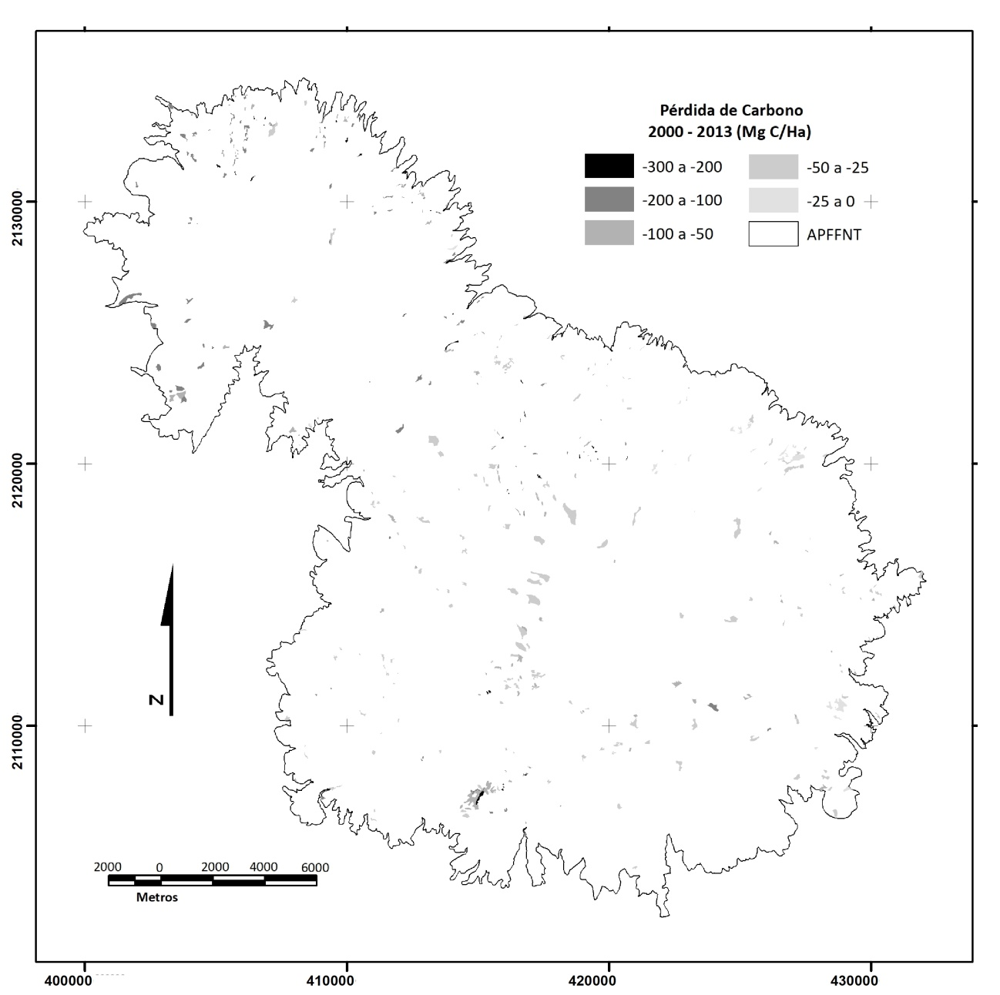 Pérdida de Carbono
2000 - 2013 (Mg C/Ha)
-300 a -200
-50 a -25
-200 a -100
-25 a 0
-100 a -50
APFFNT
2130000
2120000
2110000
N
2000 0 2000 4000 6000
Metros
400000 410000 420000 430000